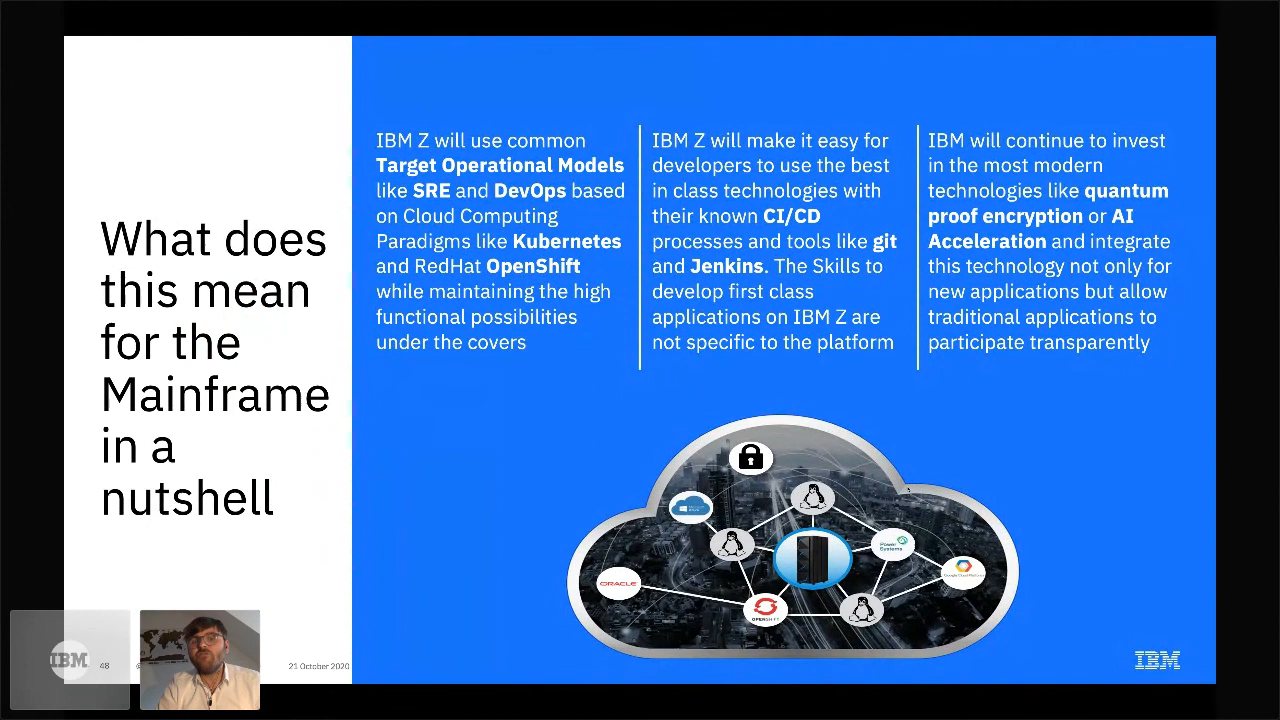 What does
this mean
for the
Mainframe
in a
nutshell
IBM Z will use common
Target Operational Models
like SRE and DevOps based
on Cloud Computing
Paradigms like Kubernetes
and RedHat OpenShift
while maintaining the high
functional possibilities
under the covers
IBM Z will make it easy for
developers to use the best
in class technologies with
their known CI/CD
processes and tools like git
and Jenkins. The Skills to
develop first class
applications on IBM Z are
not specific to the platform
IBM will continue to invest
in the most modern
technologies like quantum
proof encryption or AI
Acceleration and integrate
this technology not only for
new applications but allow
traditional applications to
participate transparently
Power
Systems
Google Cloud Platform
ORACLE
OPENSHIFT
IBM
48
21 October 2020
IBM